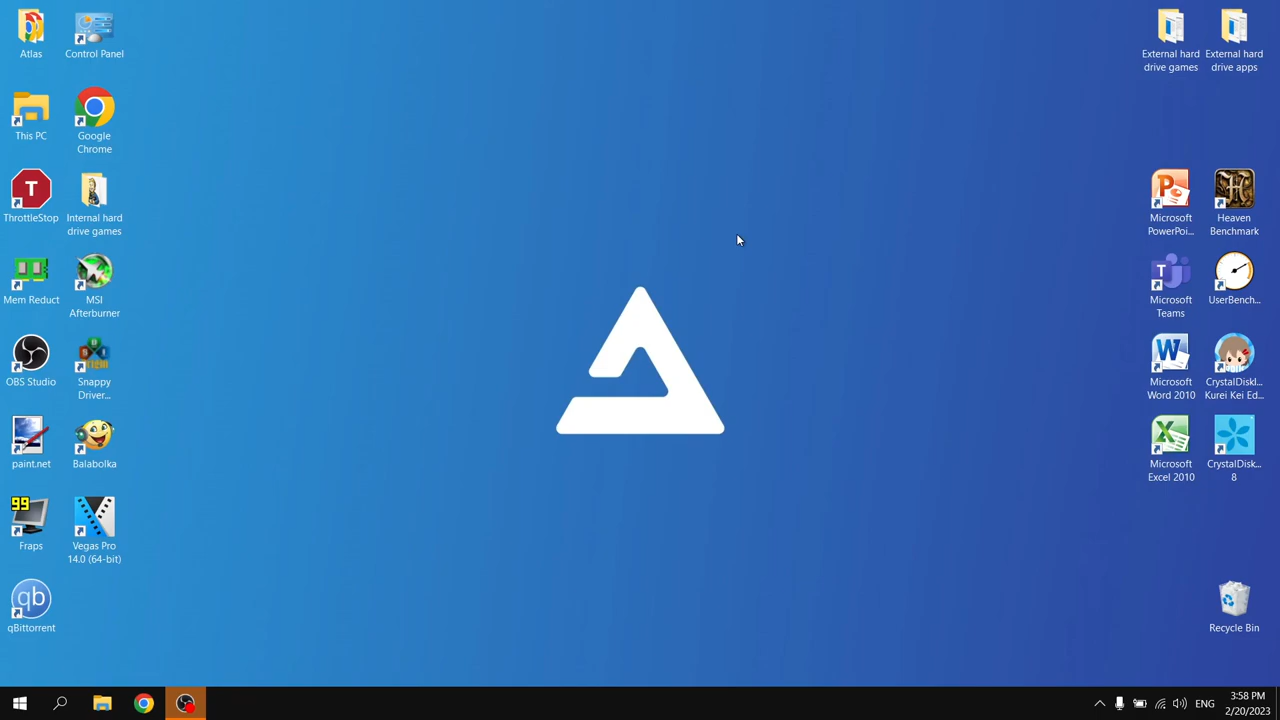 Atlas
Control Panel
This PC
Google
Chrome
T
ThrottleStop
Internal hard
drive games
Mem Reduct
MSI
Afterburner
OBS Studio
Snappy
Driver...
paint.net
Balabolka
99
Fraps
Vegas Pro
14.0 (64-bit)
qb
qBittorrent
External hard
drive games
External hard
drive apps
P
Microsoft
PowerPoi...
H
Heaven
Benchmark
T
Microsoft
Teams
UserBench...
W
Microsoft
Word 2010
CrystalDiskI...
Kurei Kei Ed...
X
Microsoft
Excel 2010
CrystalDisk...
8
Recycle Bin
ENG
3:58 PM
2/20/2023